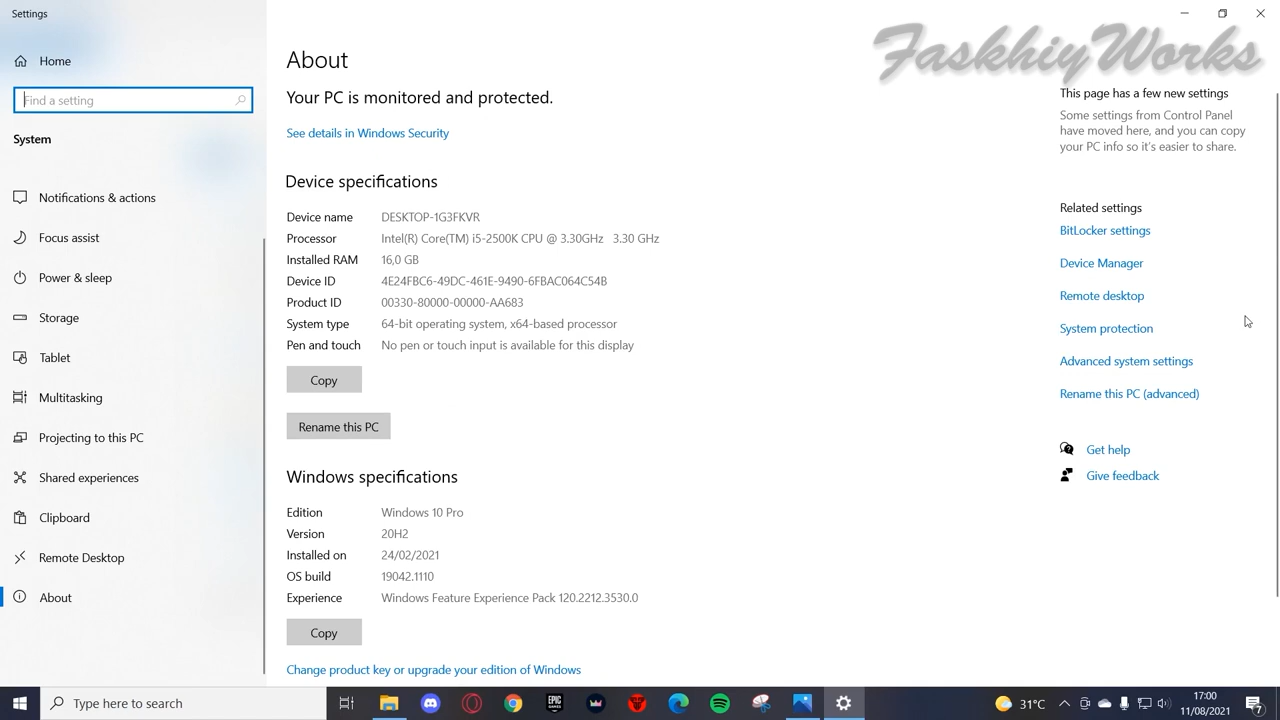 Settings
FaskhiyWorks
Home
Find a setting
System
Notifications & actions
Focus assist
Power & sleep
Storage
Tablet
Multitasking
Projecting to this PC
Shared experiences
Clipboard
Remote Desktop
About
About
Your PC is monitored and protected.
See details in Windows Security
Device specifications
Device name DESKTOP-1G3FKVR
Processor Intel(R) Core(TM) i5-2500K CPU @ 3.30GHz 3.30 GHz
Installed RAM 16,0 GB
Device ID 4E24FBC6-49DC-461E-9490-6FBAC064C54B
Product ID 00330-80000-00000-AA683
System type 64-bit operating system, x64-based processor
Pen and touch No pen or touch input is available for this display
Copy
Rename this PC
Windows specifications
Edition Windows 10 Pro
Version 20H2
Installed on 24/02/2021
OS build 19042.1110
Experience Windows Feature Experience Pack 120.2212.3530.0
Copy
Change product key or upgrade your edition of Windows
This page has a few new settings
Some settings from Control Panel
have moved here, and you can copy
your PC info so it's easier to share.
Related settings
BitLocker settings
Device Manager
Remote desktop
System protection
Advanced system settings
Rename this PC (advanced)
Get help
Give feedback
Type here to search
EPIC
GAMES
31°C
17:00
11/08/2021
7